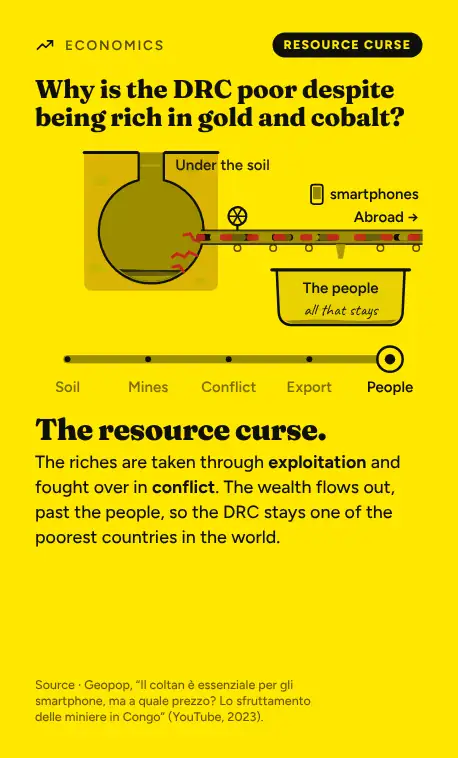 ECONOMICS
RESOURCE CURSE
Why is the DRC poor despite
being rich in gold and cobalt?
Under the soil
smartphones
Abroad →
The people
all that stays
Soil Mines Conflict Export People
The resource curse.
The riches are taken through exploitation and
fought over in conflict. The wealth flows out,
past the people, so the DRC stays one of the
poorest countries in the world.
Source · Geopop, “Il coltan è essenziale per gli
smartphone, ma a quale prezzo? Lo sfruttamento
delle miniere in Congo” (YouTube, 2023).